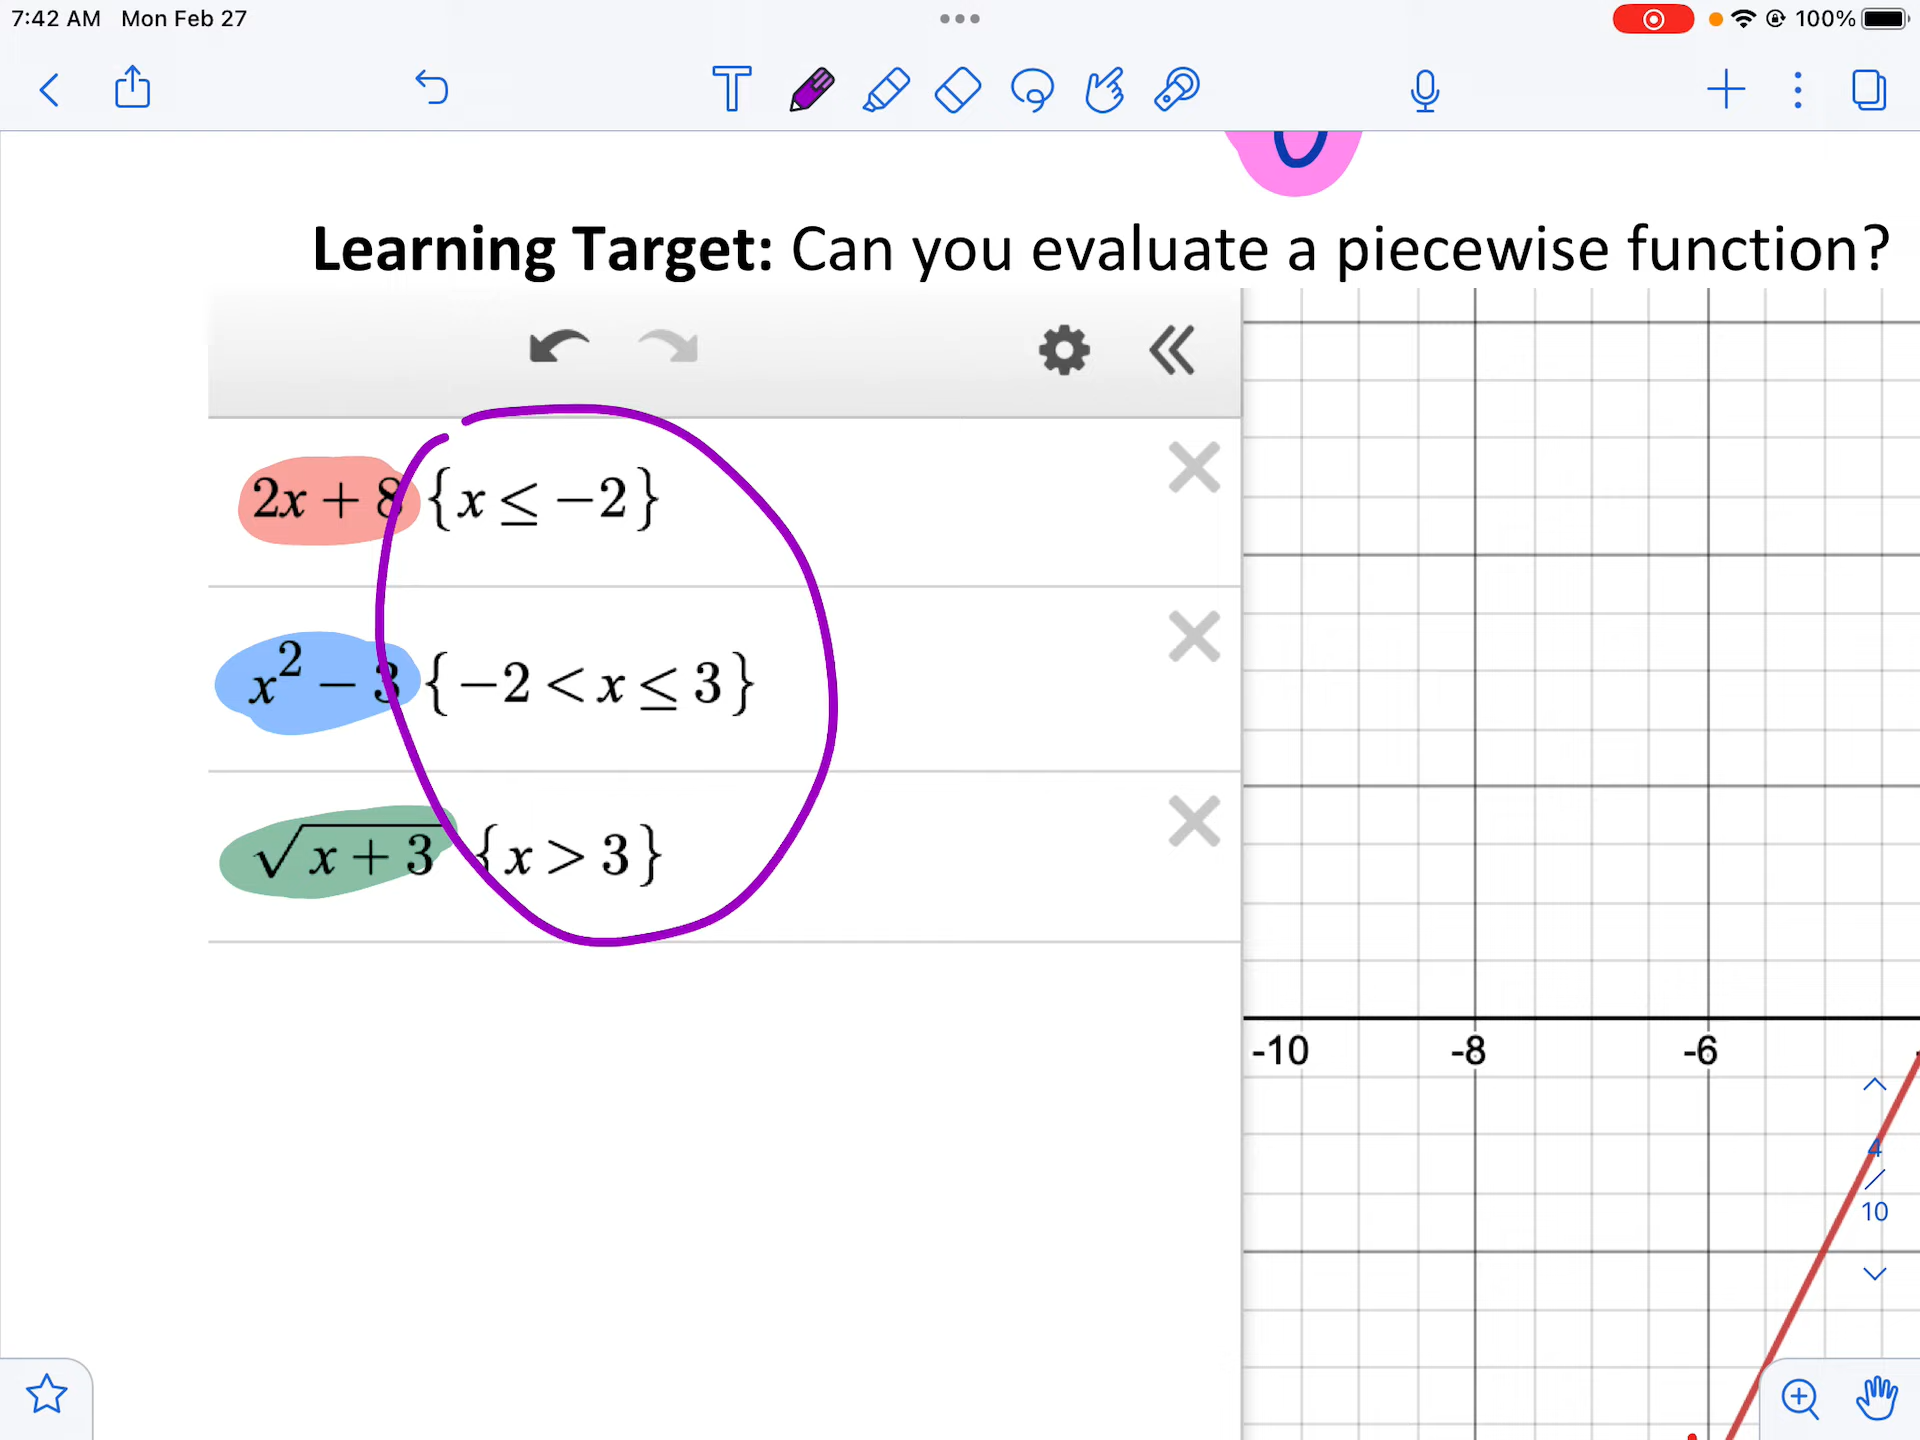 7:42 AM Mon Feb 27
100%
Learning Target: Can you evaluate a piecewise function?
2x + 8 {x ≤ −2}
x² − 3 {−2 < x ≤ 3}
√x + 3 {x > 3}
-10 -8 -6
4
/
10